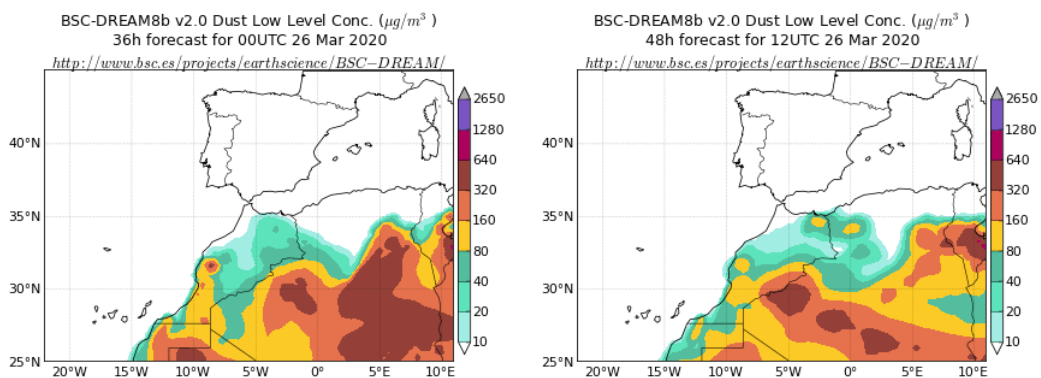 BSC-DREAM8b v2.0 Dust Low Level Conc. (μg/m³ )
36h forecast for 00UTC 26 Mar 2020
http://www.bsc.es/projects/earthscience/BSC−DREAM/
40°N
35°N
30°N
25°N
20°W
15°W
10°W
5°W
0°E
5°E
10°E
2650
1280
640
320
160
80
40
20
10
BSC-DREAM8b v2.0 Dust Low Level Conc. (μg/m³ )
48h forecast for 12UTC 26 Mar 2020
http://www.bsc.es/projects/earthscience/BSC−DREAM/
40°N
35°N
30°N
25°N
20°W
15°W
10°W
5°W
0°E
5°E
10°E
2650
1280
640
320
160
80
40
20
10